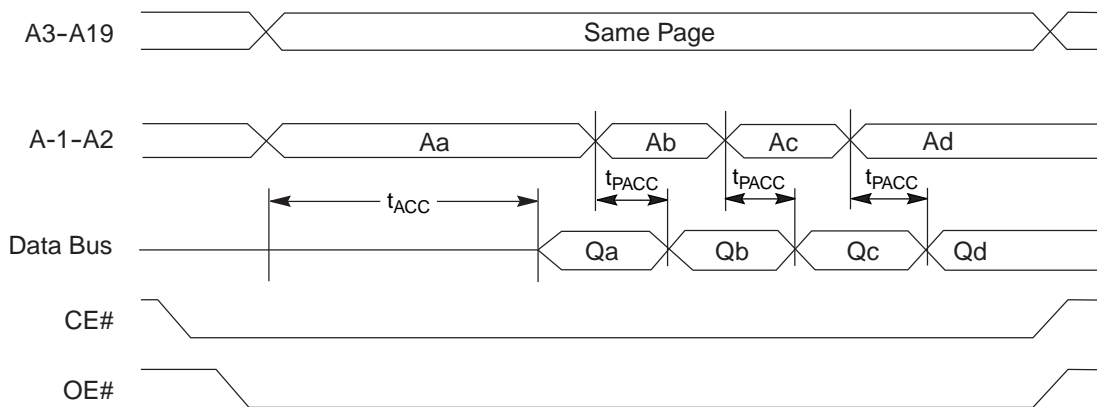 A3–A19
Same Page
A-1–A2
Aa
Ab
Ac
Ad
tACC
tPACC
tPACC
tPACC
Data Bus
Qa
Qb
Qc
Qd
CE#
OE#